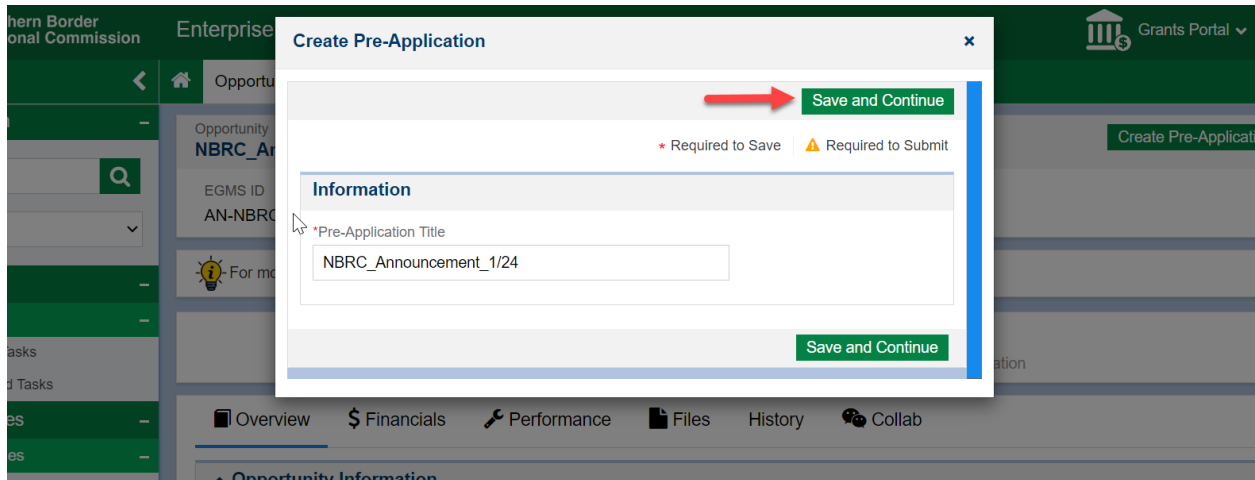 hern Border
onal Commission
Enterprise
Create Pre-Application
×
Grants Portal
Opportu
Save and Continue
* Required to Save
Required to Submit
Opportunity
NBRC_An
Create Pre-Applicati
Information
EGMS ID
AN-NBRC
*Pre-Application Title
NBRC_Announcement_1/24
For mo
Save and Continue
asks
ation
d Tasks
es
Overview
$ Financials
Performance
Files
History
Collab
es
Opportunity Information